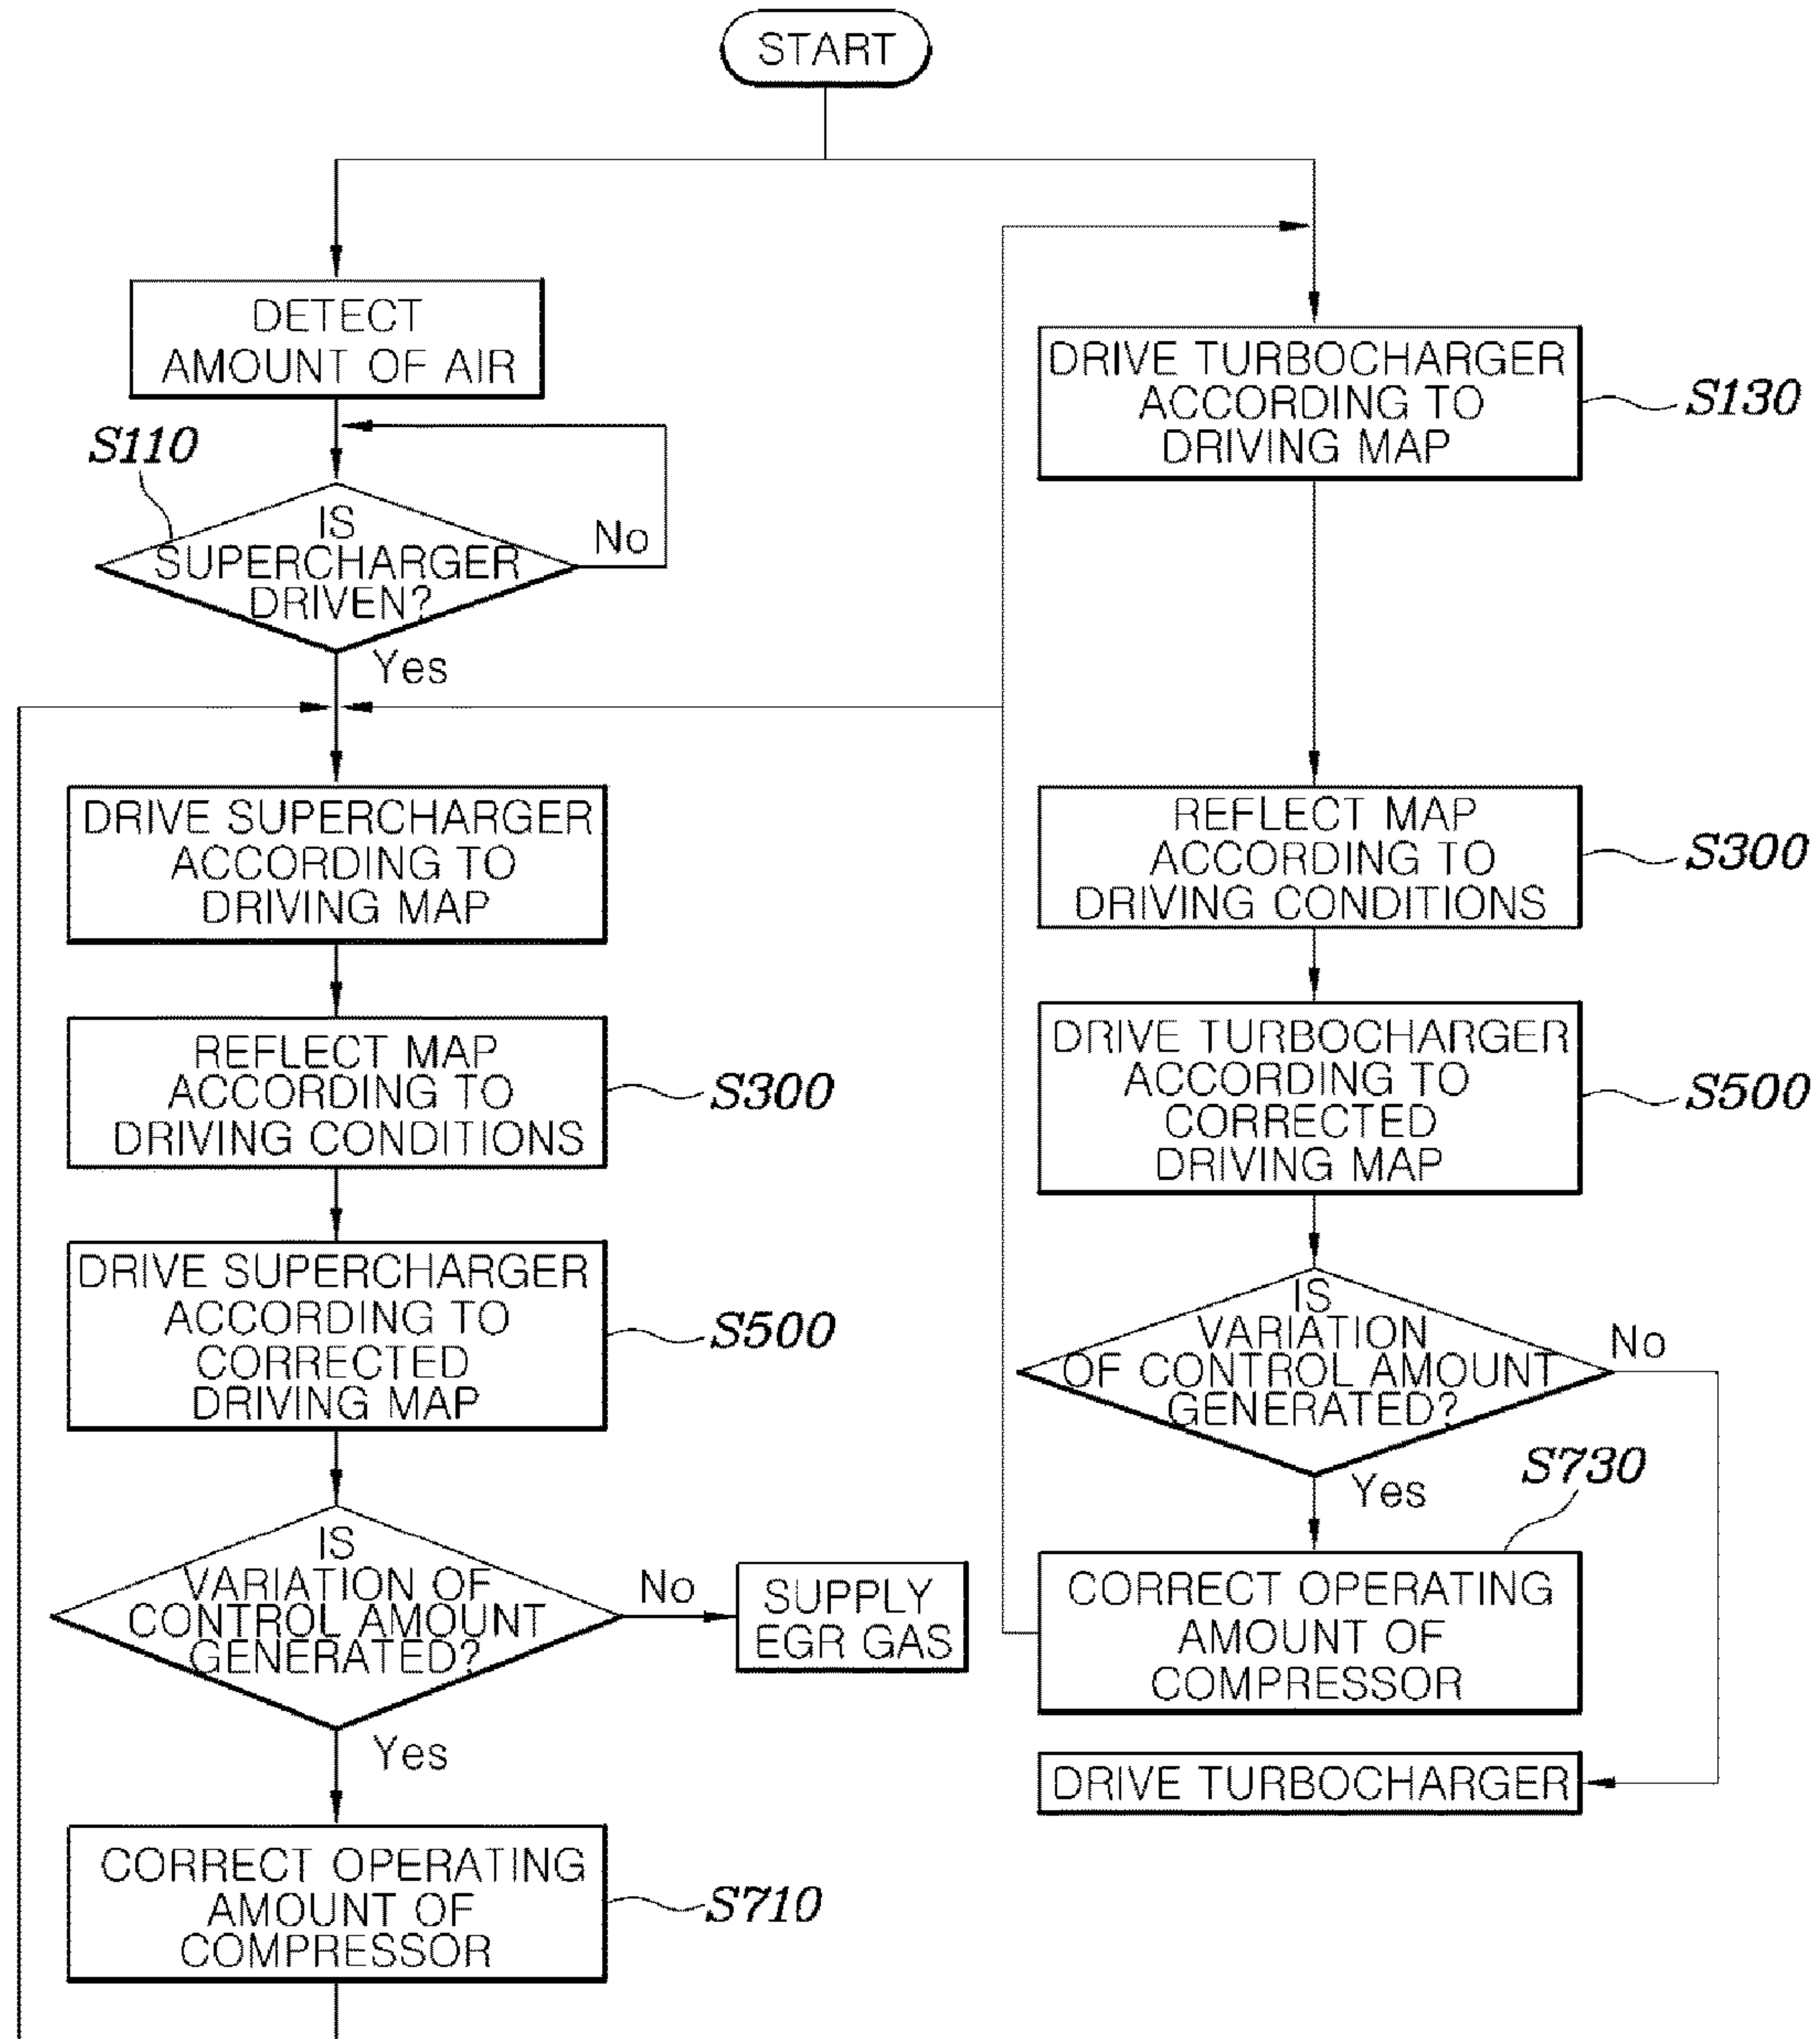 START
DETECT
AMOUNT OF AIR
S110
IS
SUPERCHARGER
DRIVEN?
No
Yes
DRIVE SUPERCHARGER
ACCORDING TO
DRIVING MAP
REFLECT MAP
ACCORDING TO
DRIVING CONDITIONS
S300
DRIVE SUPERCHARGER
ACCORDING TO
CORRECTED
DRIVING MAP
S500
IS
VARIATION OF
CONTROL AMOUNT
GENERATED?
No
SUPPLY
EGR GAS
Yes
CORRECT OPERATING
AMOUNT OF
COMPRESSOR
S710
DRIVE TURBOCHARGER
ACCORDING TO
DRIVING MAP
S130
REFLECT MAP
ACCORDING TO
DRIVING CONDITIONS
S300
DRIVE TURBOCHARGER
ACCORDING TO
CORRECTED
DRIVING MAP
S500
IS
VARIATION
OF CONTROL AMOUNT
GENERATED?
No
Yes
S730
CORRECT OPERATING
AMOUNT OF
COMPRESSOR
DRIVE TURBOCHARGER